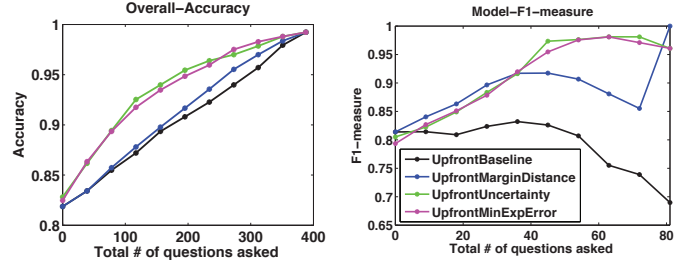 Overall-Accuracy
1
0.95
0.9
0.85
0.8
Accuracy
0 100 200 300 400
Total # of questions asked
Model-F1-measure
1
0.95
0.9
0.85
0.8
0.75
0.7
0.65
F1-measure
UpfrontBaseline
UpfrontMarginDistance
UpfrontUncertainty
UpfrontMinExpError
0 20 40 60 80
Total # of questions asked